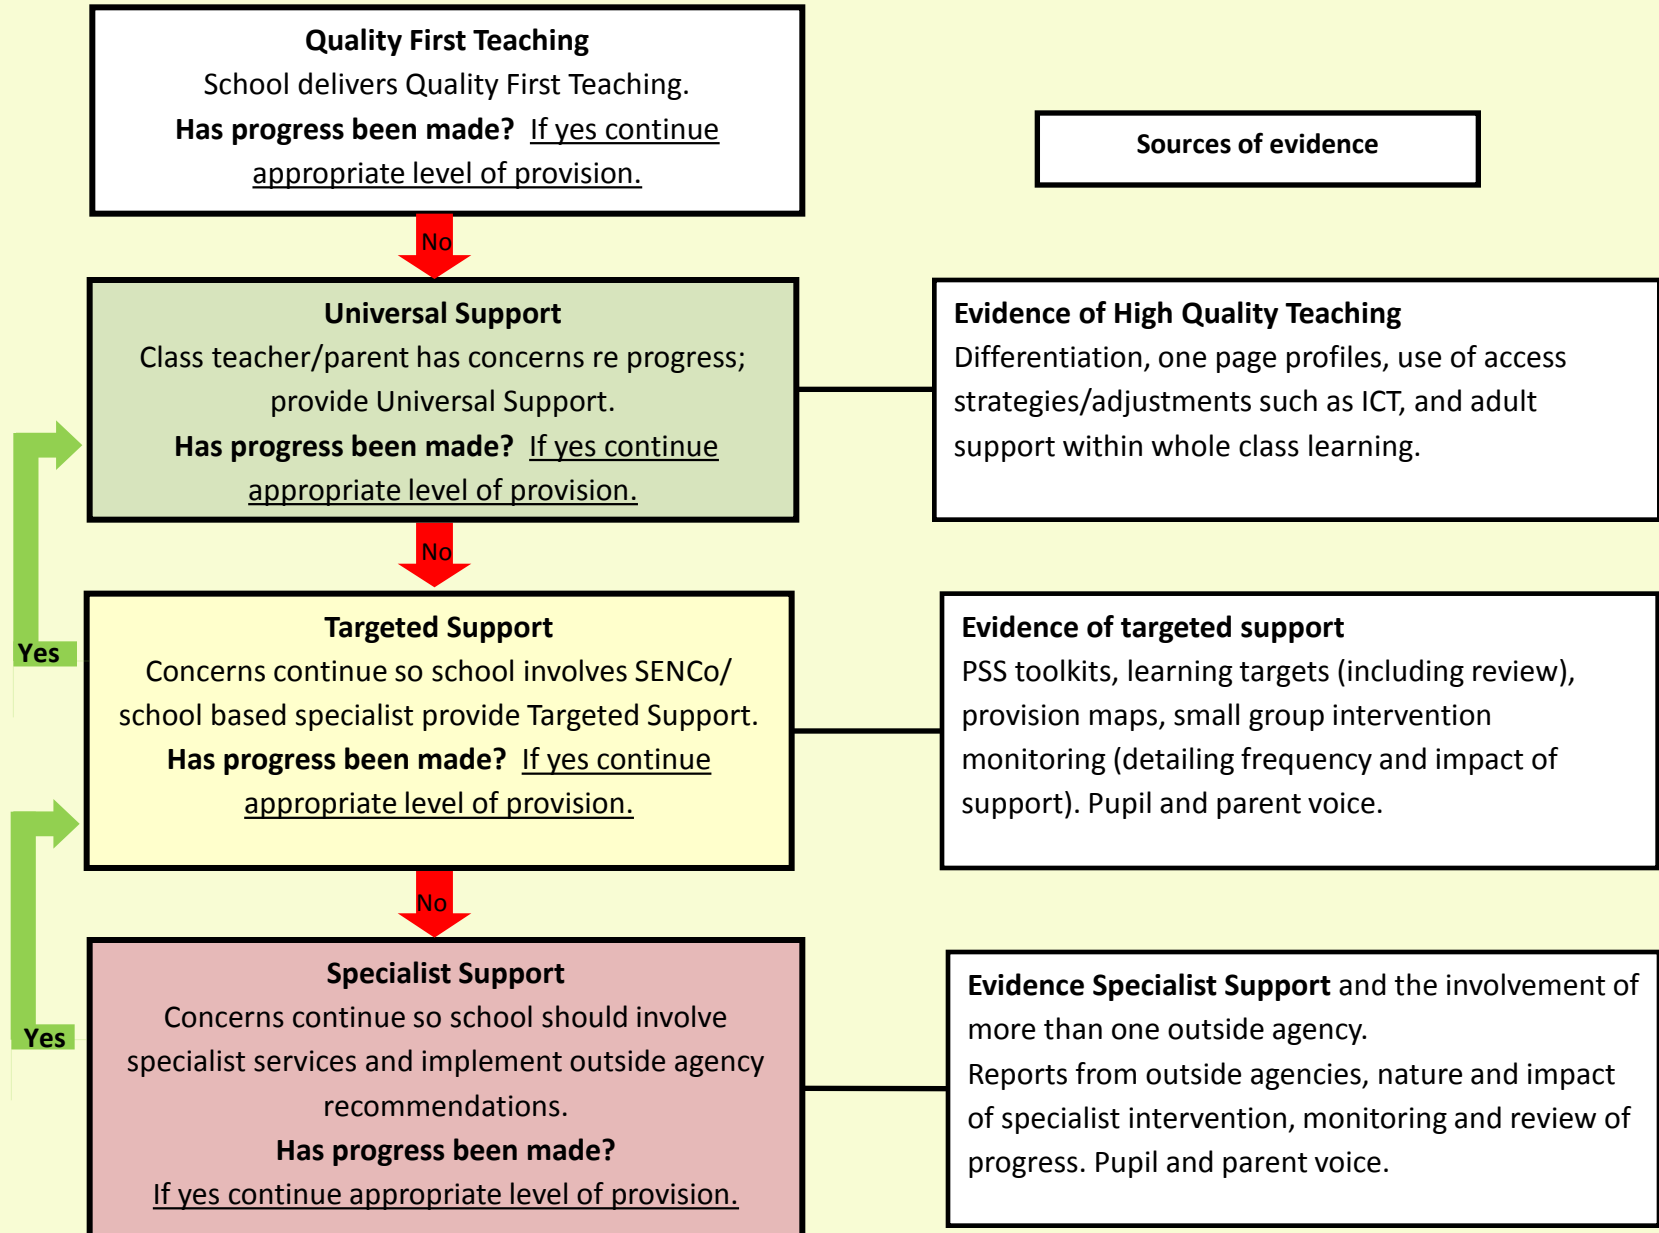 Quality First Teaching
School delivers Quality First Teaching.
Has progress been made? If yes continue
appropriate level of provision.
Sources of evidence
No
Universal Support
Class teacher/parent has concerns re progress;
provide Universal Support.
Has progress been made? If yes continue
appropriate level of provision.
Evidence of High Quality Teaching
Differentiation, one page profiles, use of access
strategies/adjustments such as ICT, and adult
support within whole class learning.
No
Yes
Targeted Support
Concerns continue so school involves SENCo/
school based specialist provide Targeted Support.
Has progress been made? If yes continue
appropriate level of provision.
Evidence of targeted support
PSS toolkits, learning targets (including review),
provision maps, small group intervention
monitoring (detailing frequency and impact of
support). Pupil and parent voice.
No
Yes
Specialist Support
Concerns continue so school should involve
specialist services and implement outside agency
recommendations.
Has progress been made?
If yes continue appropriate level of provision.
Evidence Specialist Support and the involvement of
more than one outside agency.
Reports from outside agencies, nature and impact
of specialist intervention, monitoring and review of
progress. Pupil and parent voice.